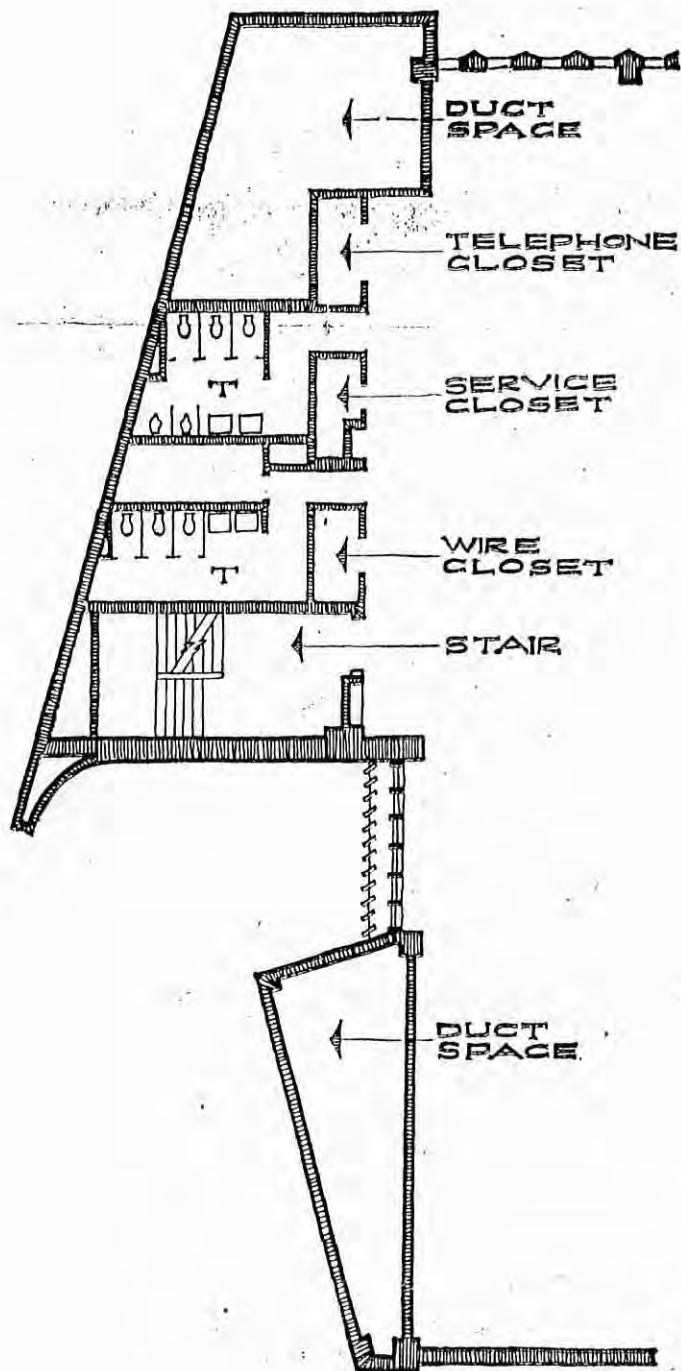 DUCT
SPACE
TELEPHONE
CLOSET
SERVICE
CLOSET
T
WIRE
CLOSET
T
STAIR
DUCT
SPACE